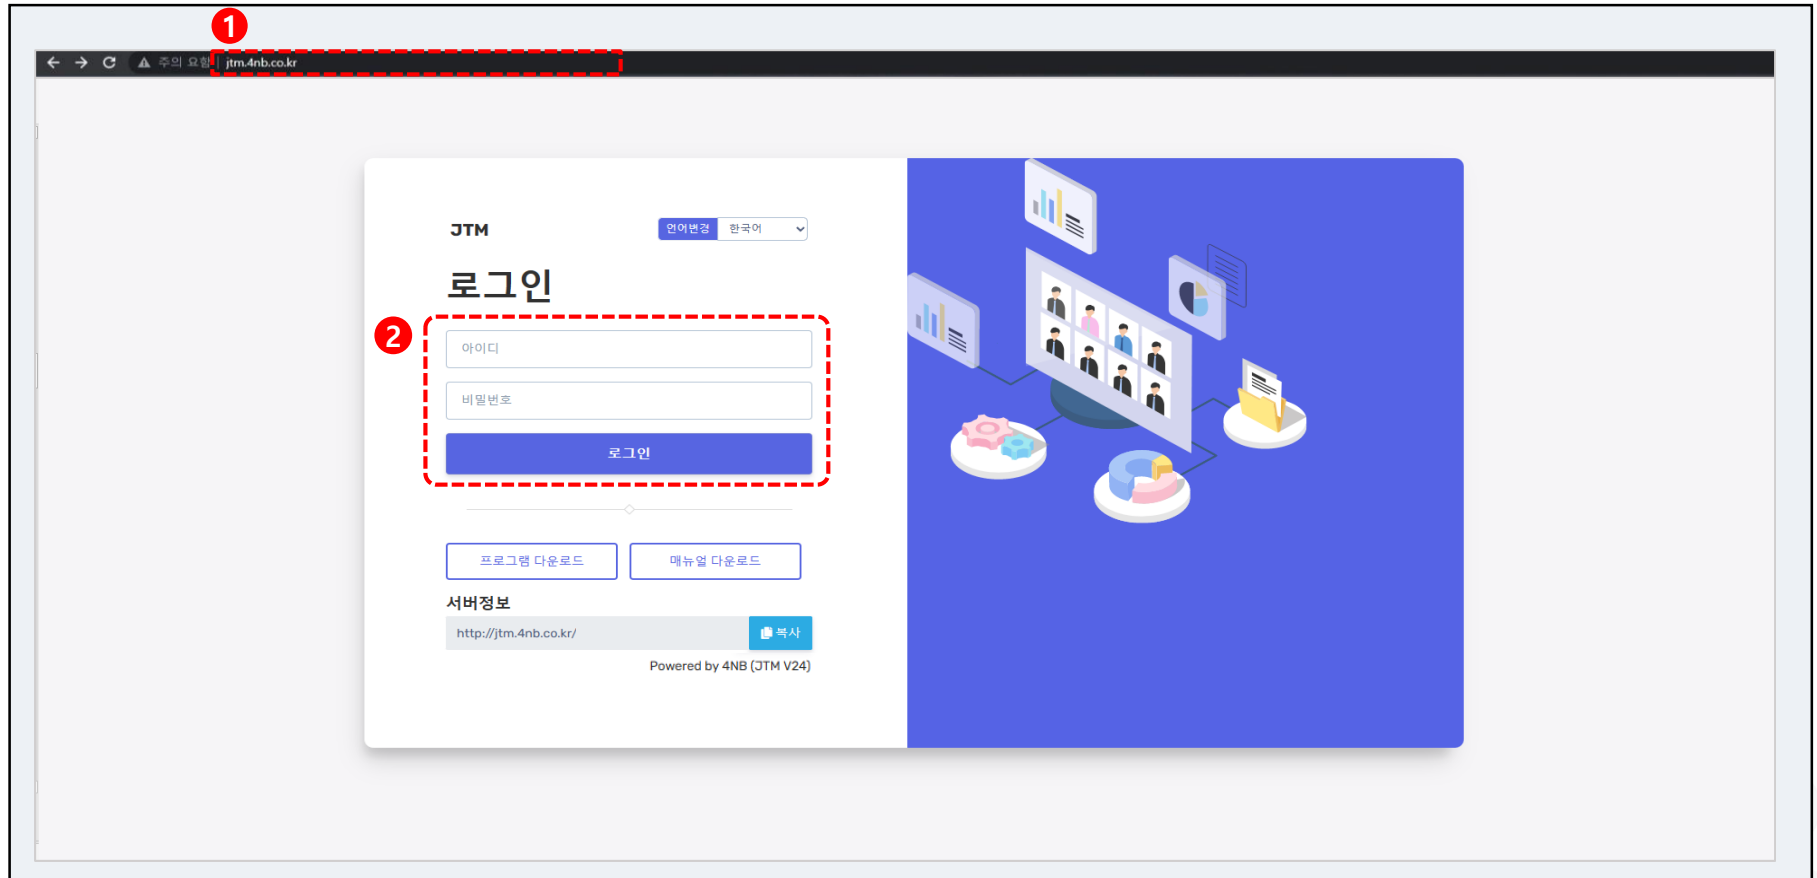 1
주의 요함 | jtm.4nb.co.kr
JTM
언어변경 한국어
로그인
2
아이디
비밀번호
로그인
프로그램 다운로드 매뉴얼 다운로드
서버정보
http://jtm.4nb.co.kr/ 복사
Powered by 4NB (JTM V24)